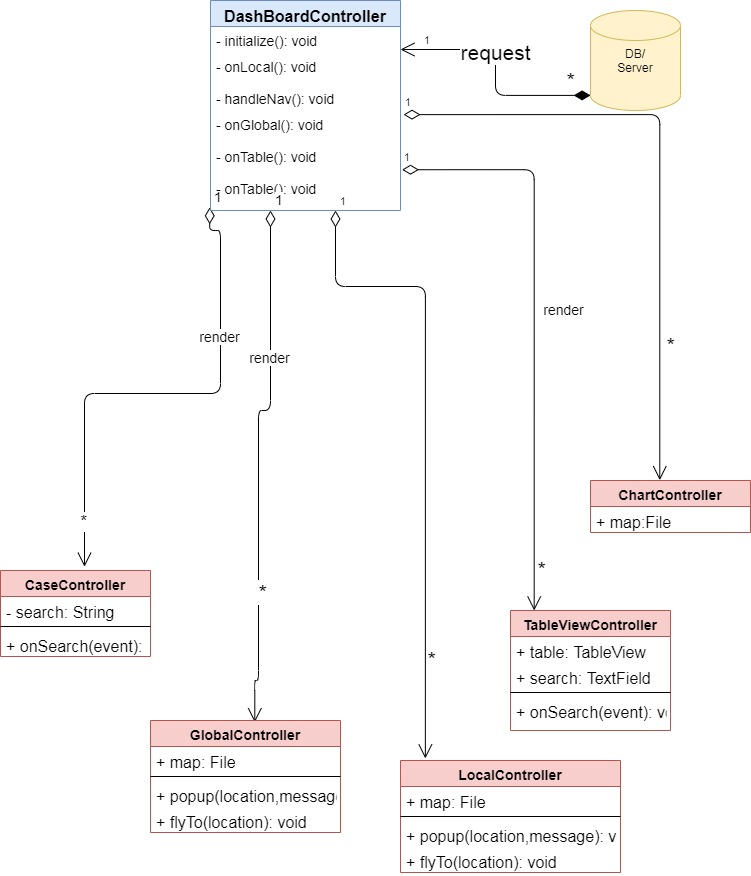 DashBoardController
- initialize(): void
- onLocal(): void
- handleNav(): void
- onGlobal(): void
- onTable(): void
- onTable(): void
1
request
*
DB/
Server
1
1
1
1
1
render
render
render
*
*
*
*
*
ChartController
+ map:File
CaseController
- search: String
+ onSearch(event):
TableViewController
+ table: TableView
+ search: TextField
+ onSearch(event): v
GlobalController
+ map: File
+ popup(location,messag
+ flyTo(location): void
LocalController
+ map: File
+ popup(location,message): v
+ flyTo(location): void